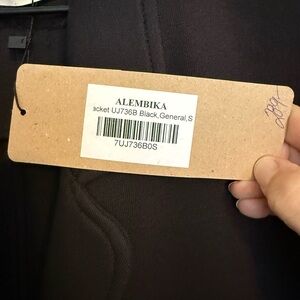 ALEMBIKA
acket UJ736B Black,General,S
7UJ736B0S